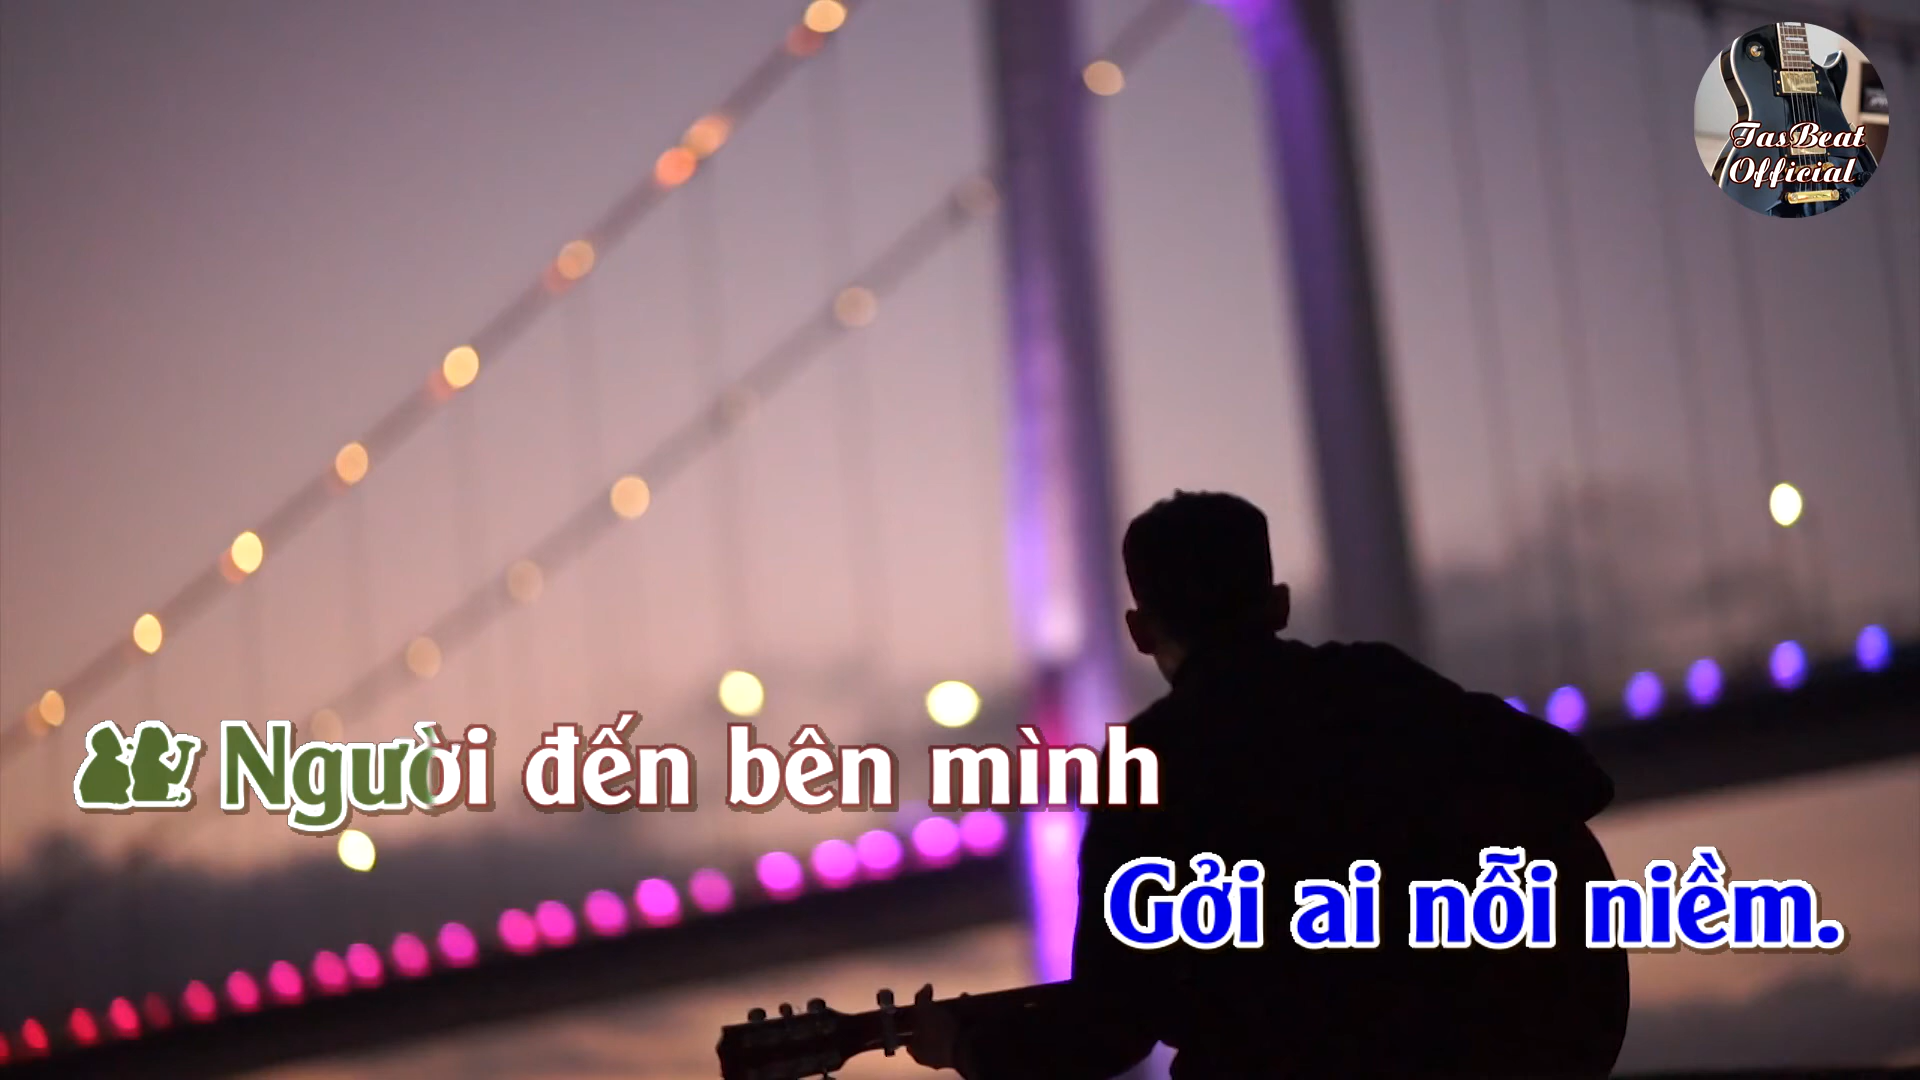 TasBeat
Official
Người đến bên mình
Gởi ai nỗi niềm.